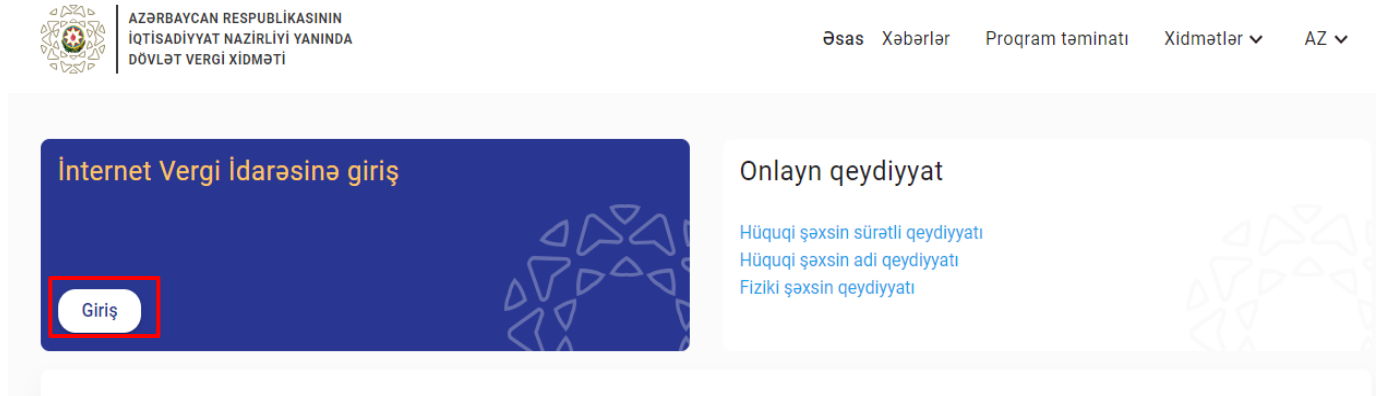 AZƏRBAYCAN RESPUBLİKASININ
İQTİSADİYYAT NAZİRLİYİ YANINDA
DÖVLƏT VERGİ XİDMƏTİ
Əsas Xəbərlər Proqram təminatı Xidmətlər AZ
İnternet Vergi İdarəsinə giriş
Giriş
Onlayn qeydiyyat
Hüquqi şəxsin sürətli qeydiyyatı
Hüquqi şəxsin adi qeydiyyatı
Fiziki şəxsin qeydiyyatı